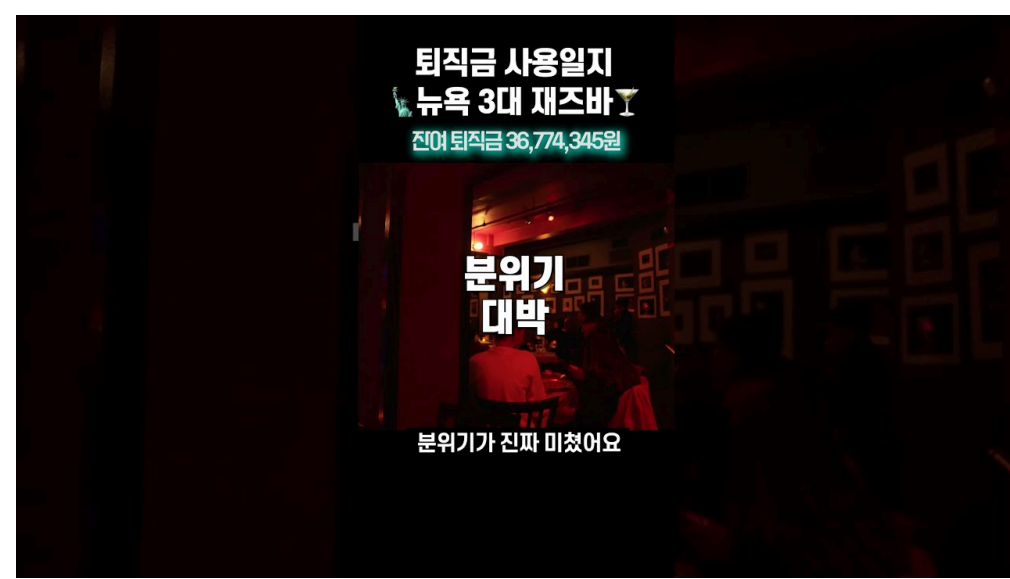 퇴직금 사용일지
🗽뉴욕 3대 재즈바🍸
잔여 퇴직금 36,774,345원
분위기
대박
분위기가 진짜 미쳤어요